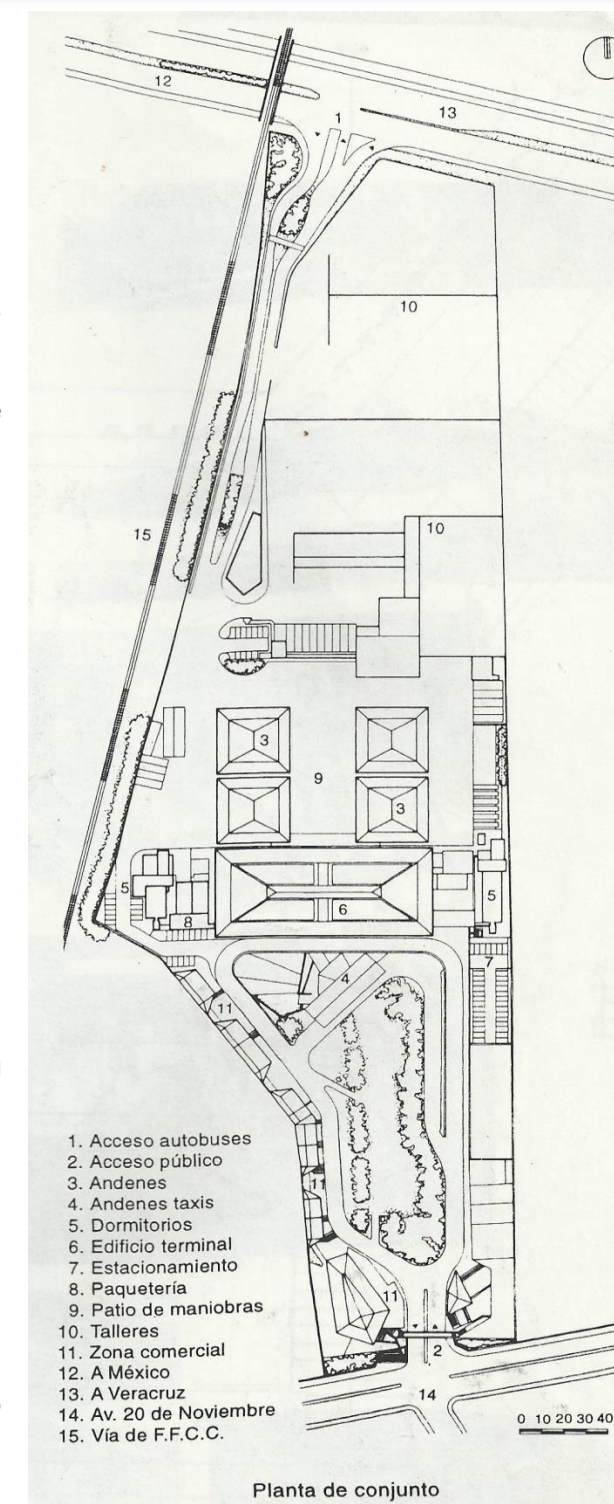 12
1
13
10
10
15
3
9
3
5
6
5
8
7
4
11
11
11
2
14
1. Acceso autobuses
2. Acceso público
3. Andenes
4. Andenes taxis
5. Dormitorios
6. Edificio terminal
7. Estacionamiento
8. Paquetería
9. Patio de maniobras
10. Talleres
11. Zona comercial
12. A México
13. A Veracruz
14. Av. 20 de Noviembre
15. Vía de F.F.C.C.
0 10 20 30 40
Planta de conjunto